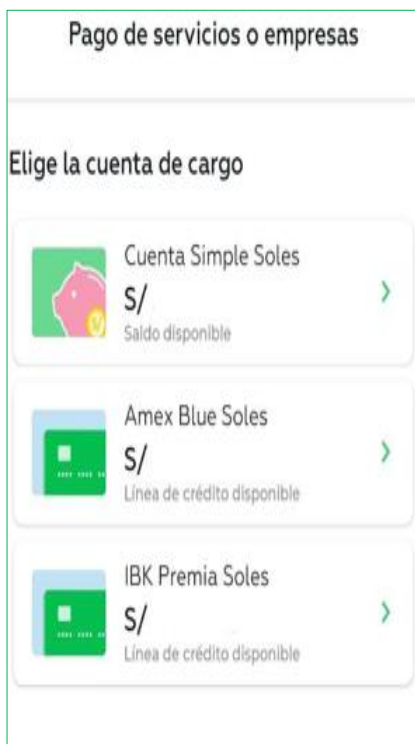 Pago de servicios o empresas
Elige la cuenta de cargo
Cuenta Simple Soles
S/
Saldo disponible
Amex Blue Soles
S/
Línea de crédito disponible
IBK Premia Soles
S/
Línea de crédito disponible